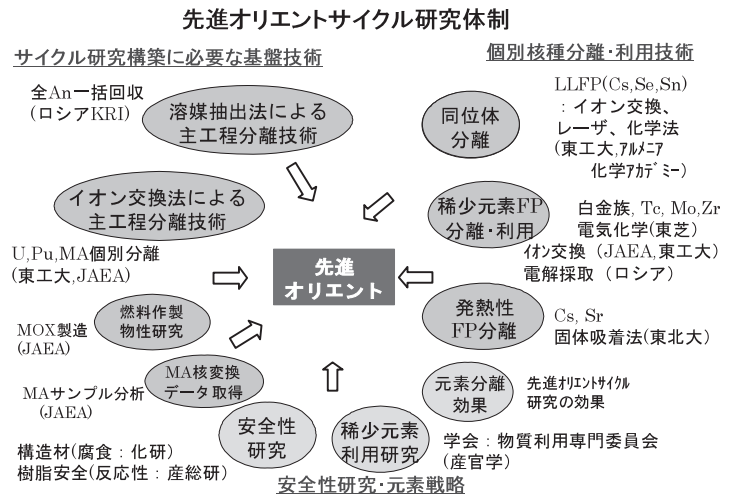 先進オリエントサイクル研究体制
サイクル研究構築に必要な基盤技術
全An一括回収
(ロシアKRI)
溶媒抽出法による
主工程分離技術
イオン交換法による
主工程分離技術
U,Pu,MA個別分離
(東工大,JAEA)
燃料作製
物性研究
MOX製造
(JAEA)
MA核変換
データ取得
MAサンプル分析
(JAEA)
個別核種分離・利用技術
同位体
分離
LLFP(Cs,Se,Sn)
：イオン交換、
レーザ、化学法
(東工大,ｱﾙﾒﾆｱ
化学ｱｶﾃﾞﾐｰ)
稀少元素FP
分離・利用
白金族, Tc, Mo,Zr
電気化学(東芝)
ｲｵﾝ交換（JAEA,東工大)
電解採取（ロシア）
先進
オリエント
発熱性
FP分離
Cs, Sr
固体吸着法(東北大)
元素分離
効果
先進ｵﾘｴﾝﾄｻｲｸﾙ
研究の効果
安全性
研究
構造材(腐食：化研)
樹脂安全(反応性：産総研)
稀少元素
利用研究
学会：物質利用専門委員会
(産官学）
安全性研究・元素戦略